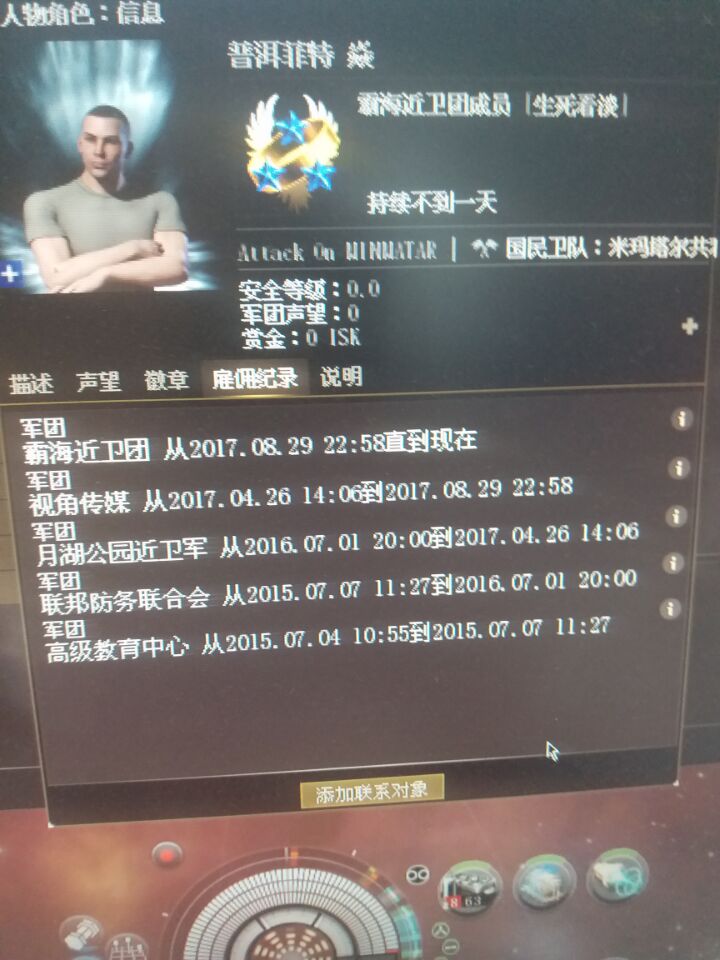 人物角色：信息
普洱菲特 焱
霸海近卫团成员 [生死看淡]
持续不到一天
Attack On WINMATAR | 国民卫队：米玛塔尔共和
安全等级：0.0
军团声望：0
赏金：0 ISK
描述 声望 徽章 雇佣纪录 说明
军团
霸海近卫团 从2017.08.29 22:58直到现在
军团
视角传媒 从2017.04.26 14:06到2017.08.29 22:58
军团
月湖公园近卫军 从2016.07.01 20:00到2017.04.26 14:06
军团
联邦防务联合会 从2015.07.07 11:27到2016.07.01 20:00
军团
高级教育中心 从2015.07.04 10:55到2015.07.07 11:27
添加联系对象
8 63